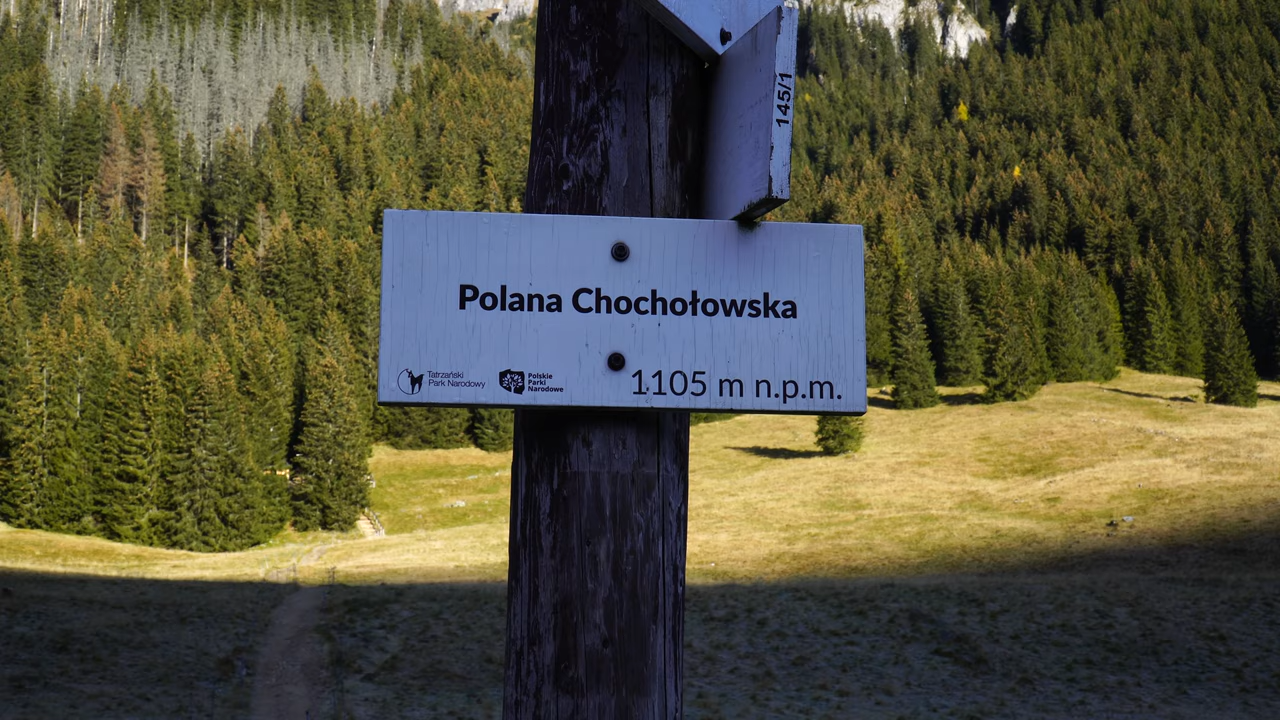 145/1
Polana Chochołowska
Tatrzański
Park Narodowy
Polskie
Parki
Narodowe
1105 m n.p.m.